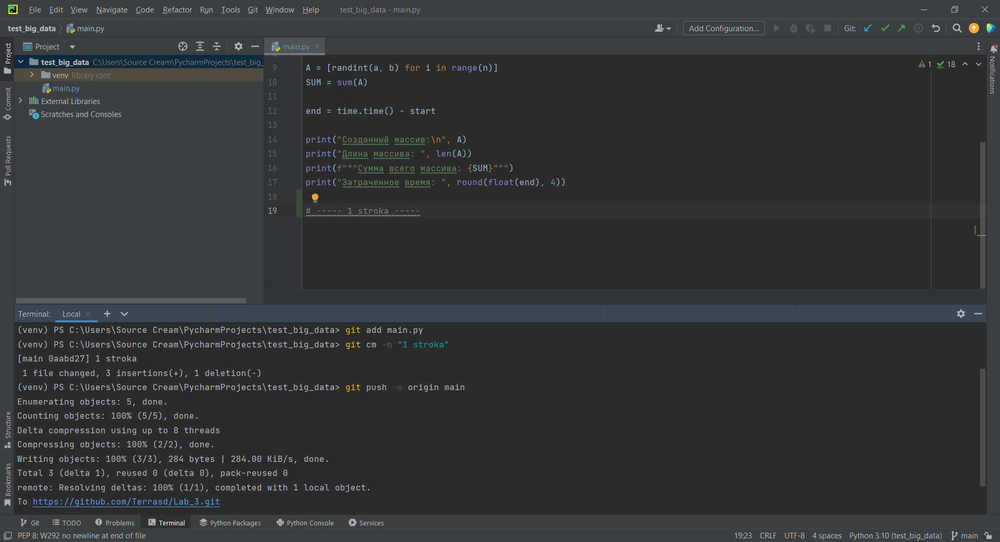 File Edit View Navigate Code Refactor Run Tools Git Window Help test_big_data - main.py
test_big_data main.py Add Configuration... Git:
Project
main.py
test_big_data C:\Users\Source Cream\PycharmProjects\test_big_
venv library root
main.py
External Libraries
Scratches and Consoles
Project
Commit
Pull Requests
Structure
Bookmarks
Notifications
1 18
9 A = [randint(a, b) for i in range(n)]
10 SUM = sum(A)
11
12 end = time.time() - start
13
14 print("Созданный массив:\n", A)
15 print("Длина массива: ", len(A))
16 print(f"""Сумма всего массива: {SUM}""")
17 print("Затраченное время: ", round(float(end), 4))
18
19 # ----- 1 stroka -----
Terminal: Local
(venv) PS C:\Users\Source Cream\PycharmProjects\test_big_data> git add main.py
(venv) PS C:\Users\Source Cream\PycharmProjects\test_big_data> git cm -m "1 stroka"
[main 0aabd27] 1 stroka
1 file changed, 3 insertions(+), 1 deletion(-)
(venv) PS C:\Users\Source Cream\PycharmProjects\test_big_data> git push -u origin main
Enumerating objects: 5, done.
Counting objects: 100% (5/5), done.
Delta compression using up to 8 threads
Compressing objects: 100% (2/2), done.
Writing objects: 100% (3/3), 284 bytes | 284.00 KiB/s, done.
Total 3 (delta 1), reused 0 (delta 0), pack-reused 0
remote: Resolving deltas: 100% (1/1), completed with 1 local object.
To https://github.com/Terrasd/Lab_3.git
Git TODO Problems Terminal Python Packages Python Console Services
PEP 8: W292 no newline at end of file 19:23 CRLF UTF-8 4 spaces Python 3.10 (test_big_data) main